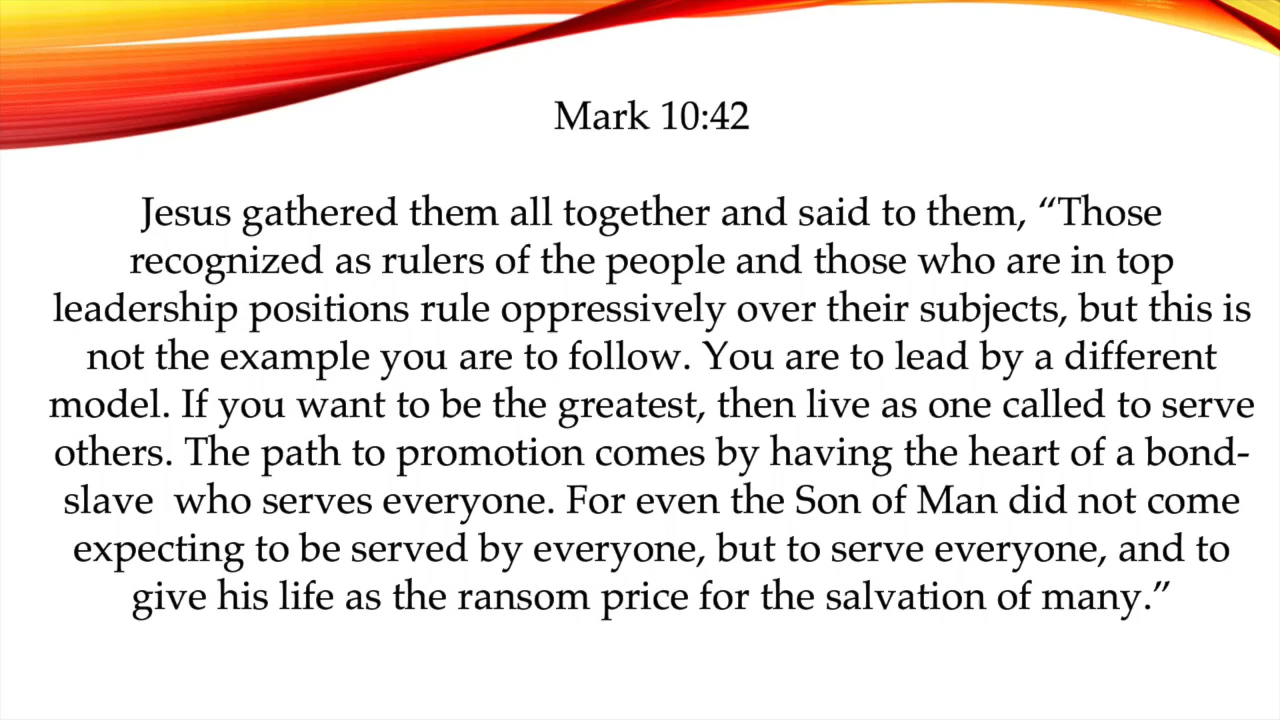 Mark 10:42
Jesus gathered them all together and said to them, “Those
recognized as rulers of the people and those who are in top
leadership positions rule oppressively over their subjects, but this is
not the example you are to follow. You are to lead by a different
model. If you want to be the greatest, then live as one called to serve
others. The path to promotion comes by having the heart of a bond-
slave  who serves everyone. For even the Son of Man did not come
expecting to be served by everyone, but to serve everyone, and to
give his life as the ransom price for the salvation of many.”